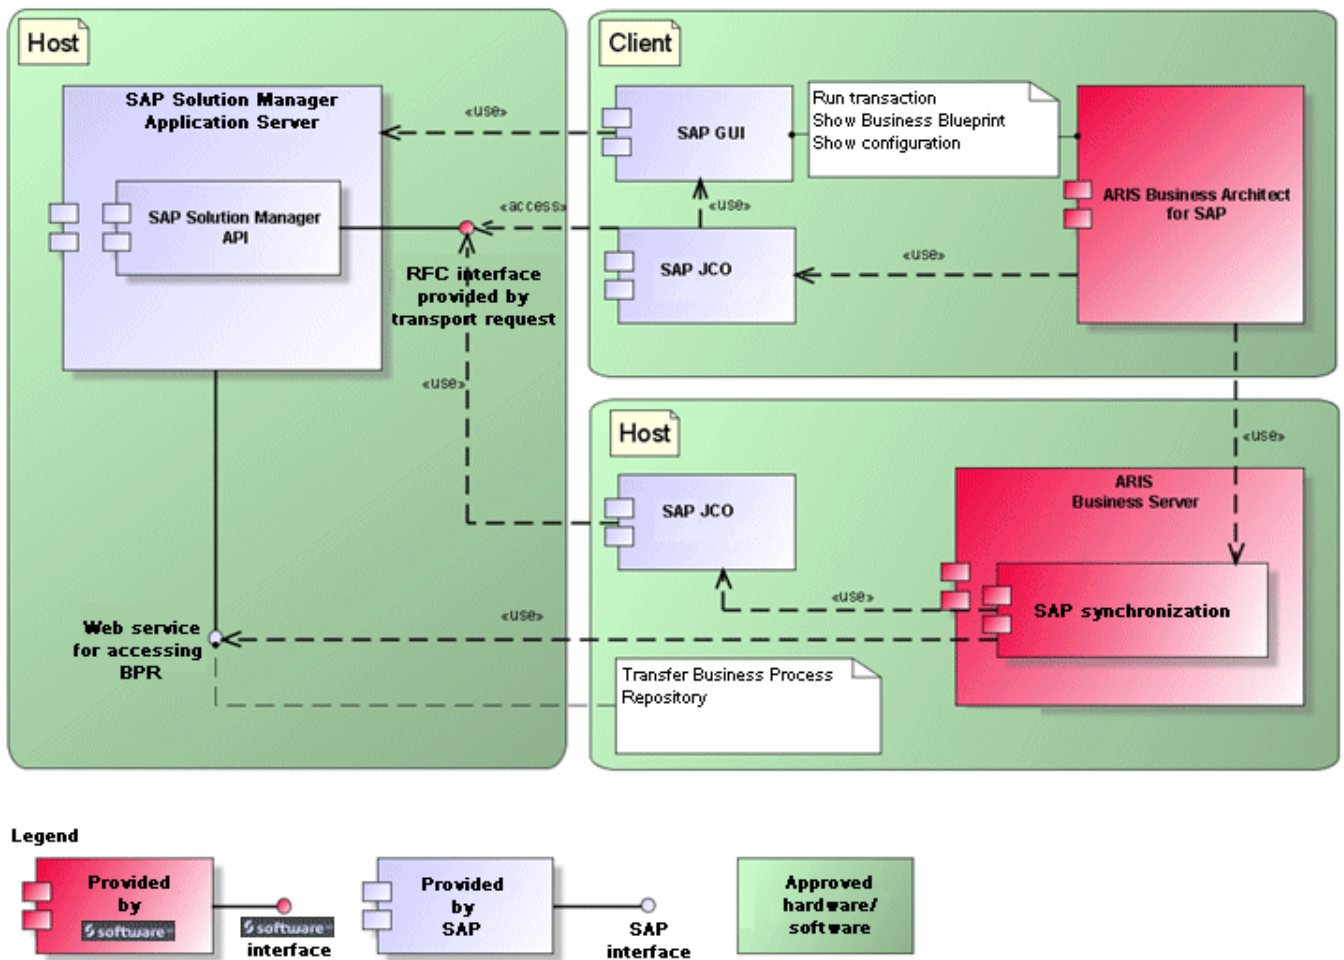 Host
SAP Solution Manager
Application Server
SAP Solution Manager
API
«use»
«access»
RFC interface
provided by
transport request
«use»
Web service
for accessing
BPR
Client
SAP GUI
Run transaction
Show Business Blueprint
Show configuration
ARIS Business Architect
for SAP
«use»
SAP JCO
«use»
«use»
Host
SAP JCO
ARIS
Business Server
SAP synchronization
«use»
«use»
Transfer Business Process
Repository
Legend
Provided
by
software
software
interface
Provided
by
SAP
SAP
interface
Approved
hardware/
software